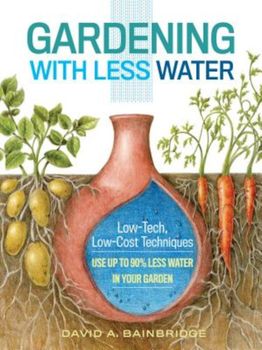 GARDENING
WITH LESS WATER
Low-Tech,
Low-Cost Techniques
USE UP TO 90% LESS WATER
IN YOUR GARDEN
DAVID A. BAINBRIDGE